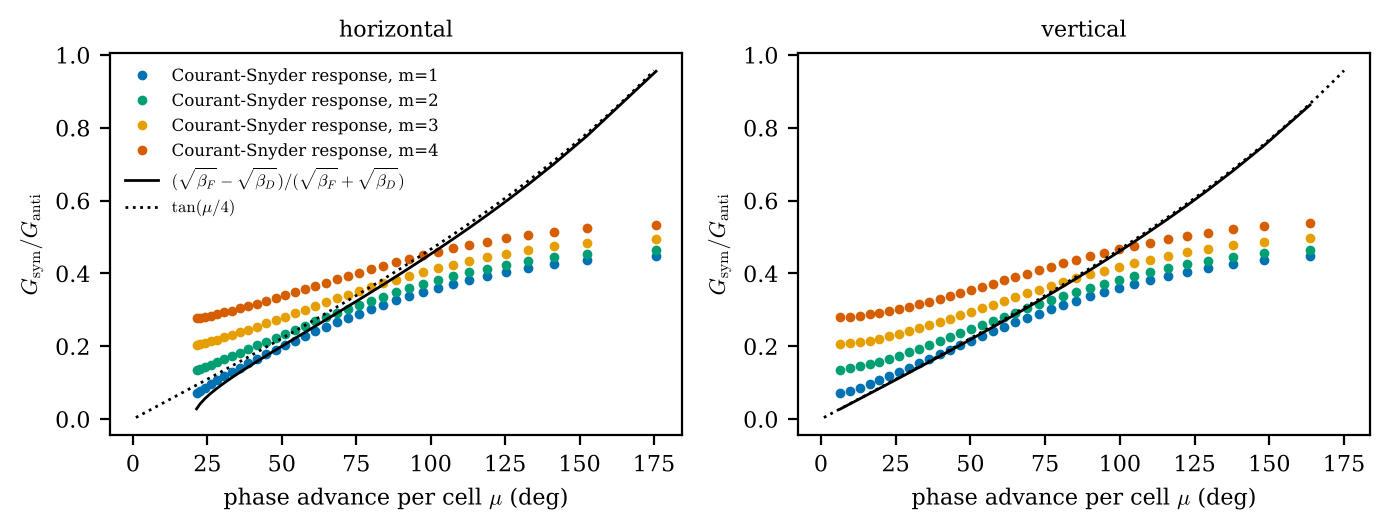 horizontal
1.0
0.8
0.6
0.4
0.2
0.0
G_sym/G_anti
Courant-Snyder response, m=1
Courant-Snyder response, m=2
Courant-Snyder response, m=3
Courant-Snyder response, m=4
(√β_F − √β_D)/(√β_F + √β_D)
tan(μ/4)
0 25 50 75 100 125 150 175
phase advance per cell μ (deg)
vertical
1.0
0.8
0.6
0.4
0.2
0.0
G_sym/G_anti
0 25 50 75 100 125 150 175
phase advance per cell μ (deg)